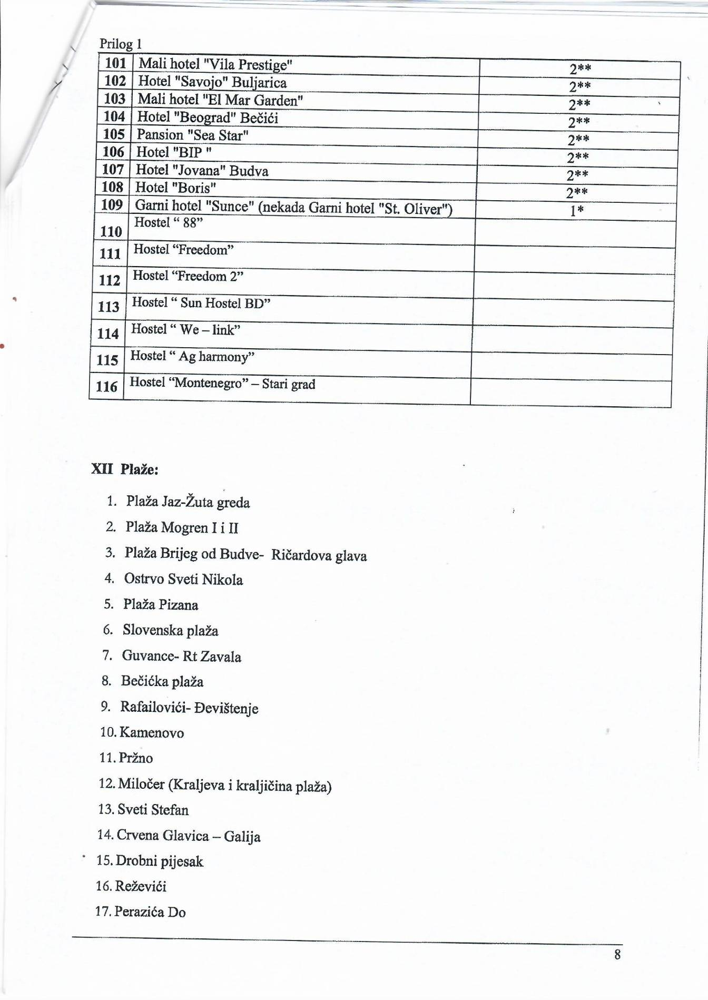 Prilog 1
101 Mali hotel "Vila Prestige" 2**
102 Hotel "Savojo" Buljarica 2**
103 Mali hotel "El Mar Garden" 2**
104 Hotel "Beograd" Bečići 2**
105 Pansion "Sea Star" 2**
106 Hotel "BIP " 2**
107 Hotel "Jovana" Budva 2**
108 Hotel "Boris" 2**
109 Garni hotel "Sunce" (nekada Garni hotel "St. Oliver") 1*
110 Hostel “ 88”
111 Hostel “Freedom”
112 Hostel “Freedom 2”
113 Hostel “ Sun Hostel BD”
114 Hostel “ We – link”
115 Hostel “ Ag harmony”
116 Hostel “Montenegro” – Stari grad
XII Plaže:
1. Plaža Jaz-Žuta greda
2. Plaža Mogren I i II
3. Plaža Brijeg od Budve- Ričardova glava
4. Ostrvo Sveti Nikola
5. Plaža Pizana
6. Slovenska plaža
7. Guvance- Rt Zavala
8. Bečićka plaža
9. Rafailovići- Đevištenje
10. Kamenovo
11. Pržno
12. Miločer (Kraljeva i kraljičina plaža)
13. Sveti Stefan
14. Crvena Glavica – Galija
15. Drobni pijesak
16. Reževići
17. Perazića Do
8